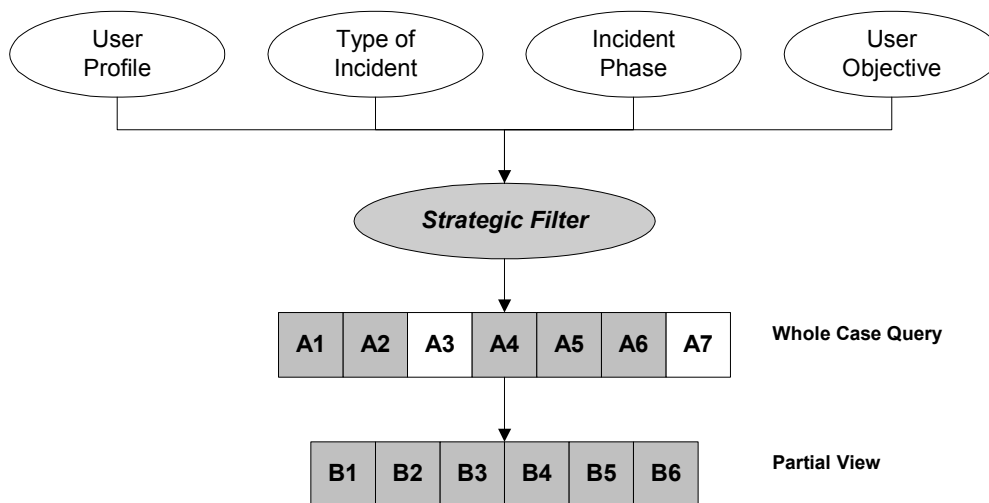 User
Profile
Type of
Incident
Incident
Phase
User
Objective
Strategic Filter
A1 A2 A3 A4 A5 A6 A7
Whole Case Query
B1 B2 B3 B4 B5 B6
Partial View